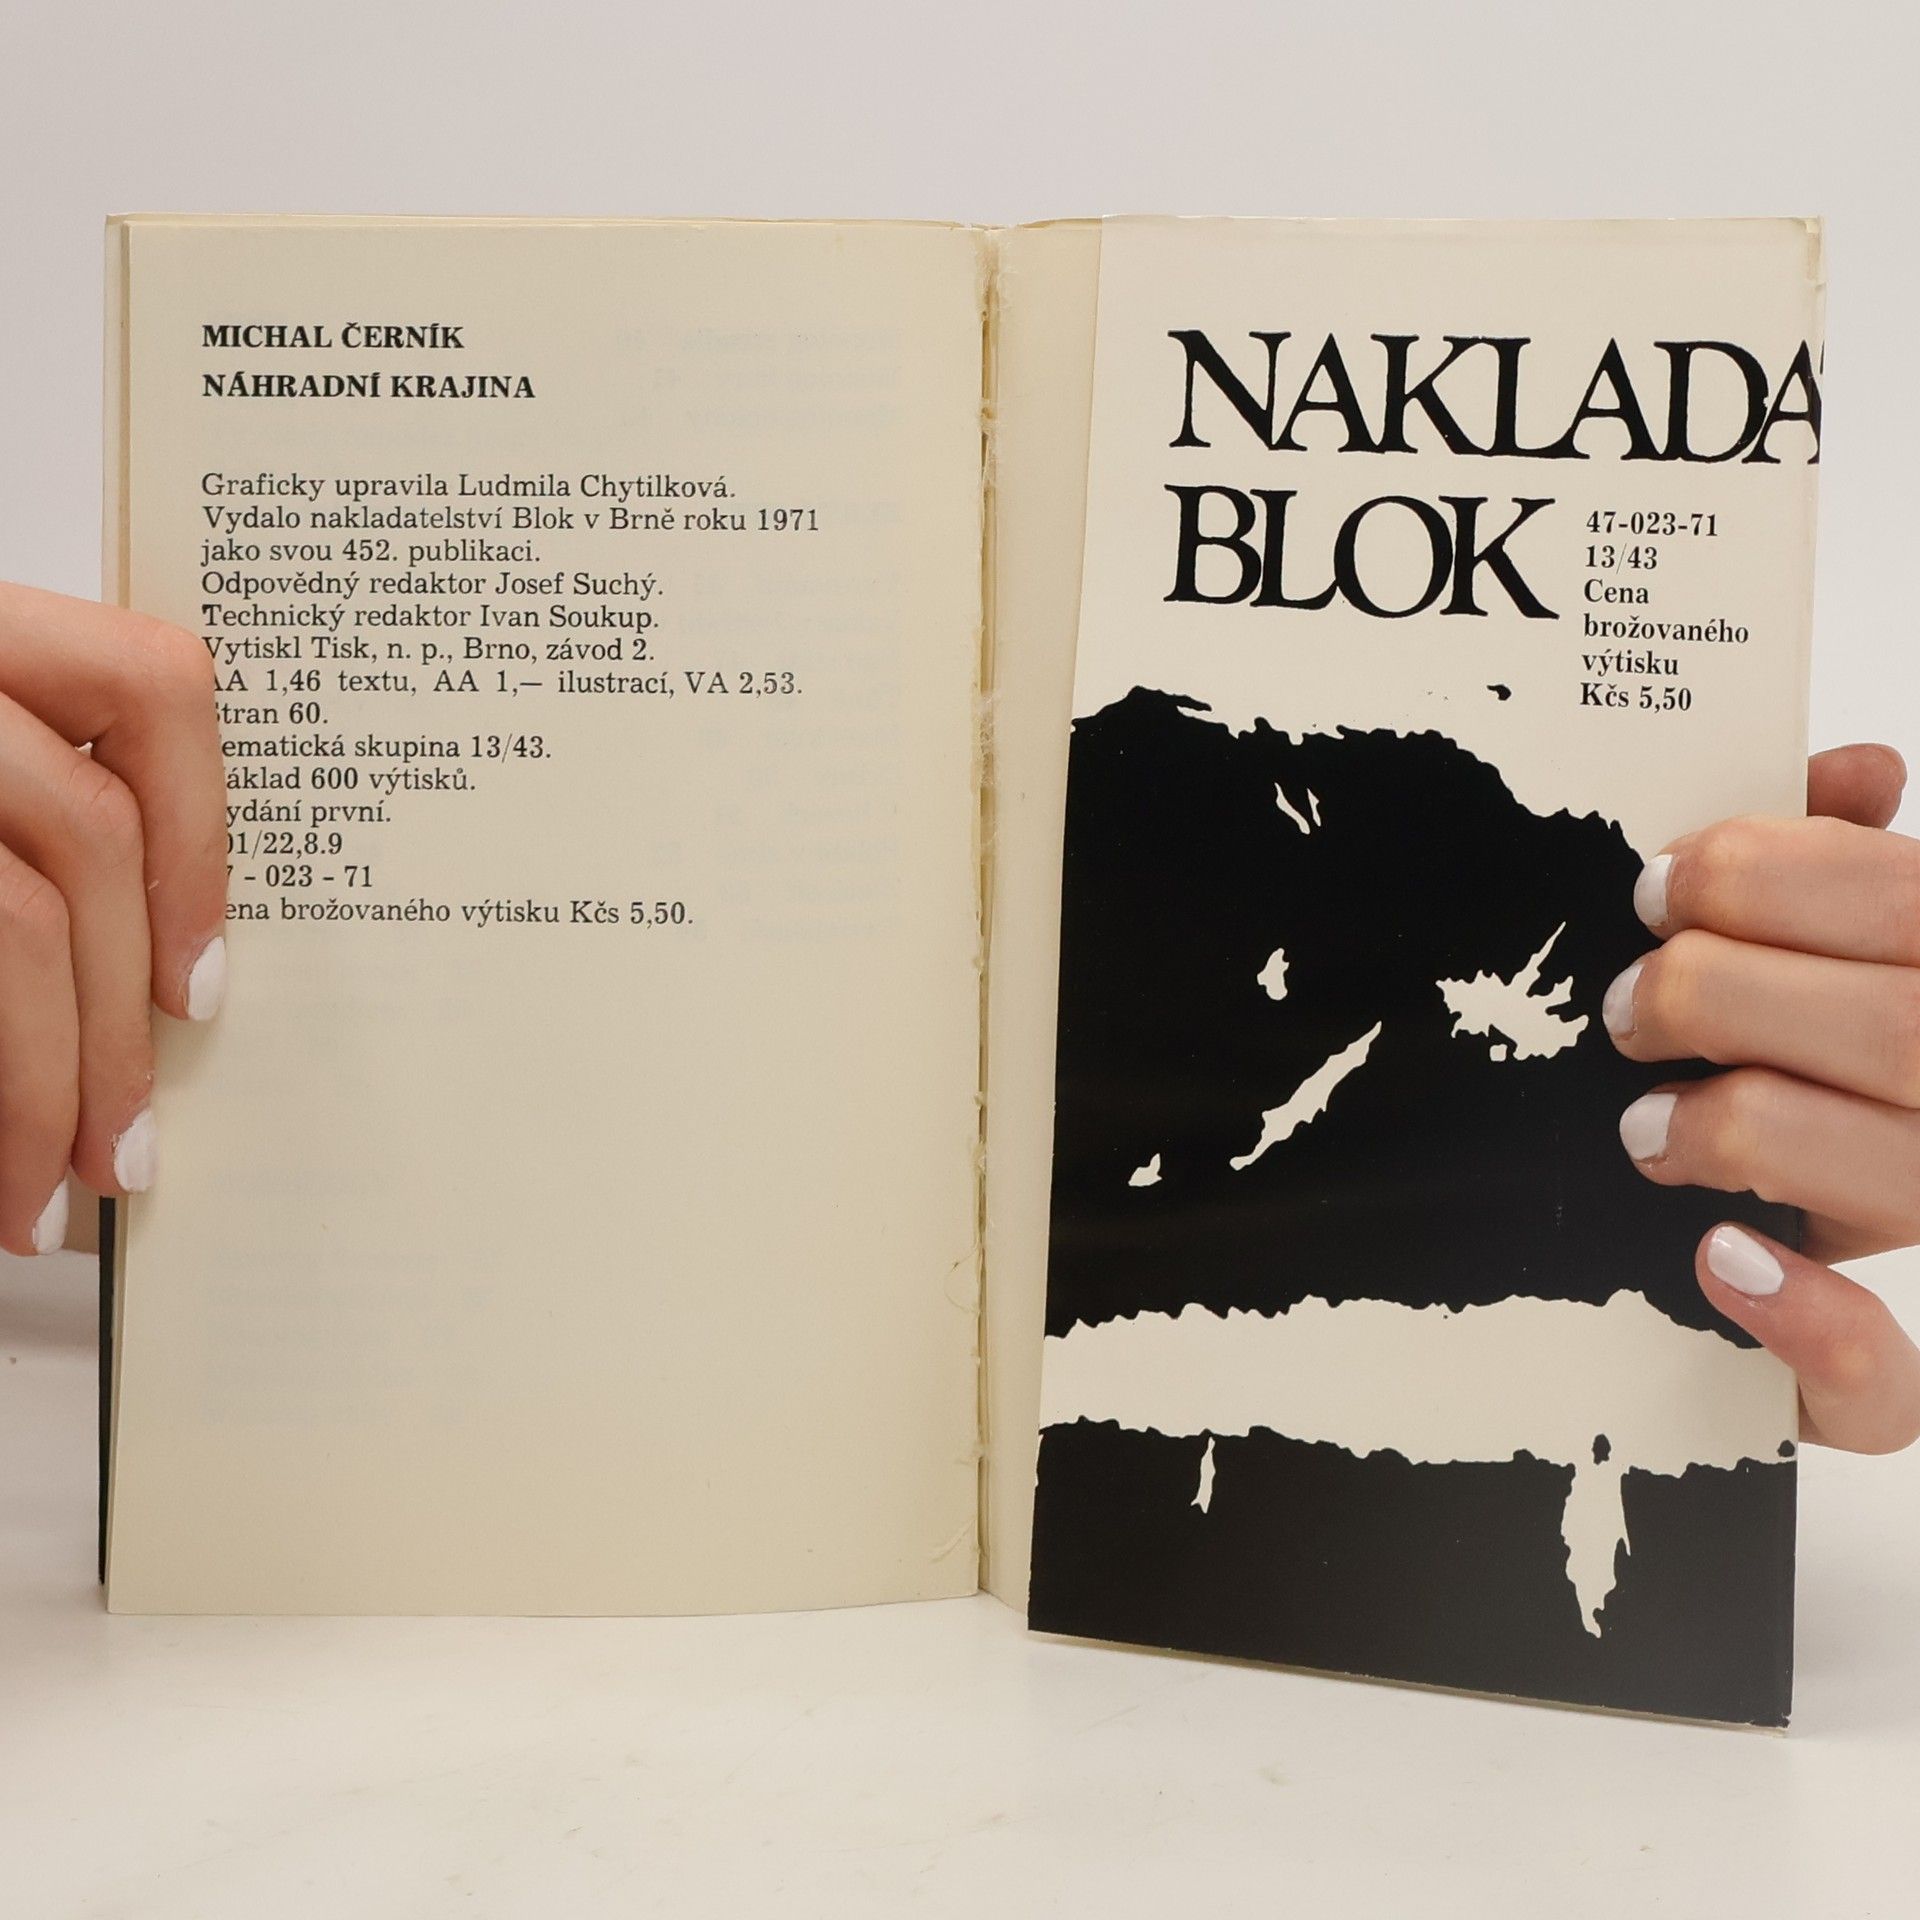 MICHAL ČERNÍK
NÁHRADNÍ KRAJINA
Graficky upravila Ludmila Chytilková.
Vydalo nakladatelství Blok v Brně roku 1971
jako svou 452. publikaci.
Odpovědný redaktor Josef Suchý.
Technický redaktor Ivan Soukup.
Vytiskl Tisk, n. p., Brno, závod 2.
AA 1,46 textu, AA 1,— ilustrací, VA 2,53.
Stran 60.
ematická skupina 13/43.
áklad 600 výtisků.
ydání první.
01/22,8.9
7 - 023 - 71
ena brožovaného výtisku Kčs 5,50.
NAKLADA
BLOK
47-023-71
13/43
Cena
brožovaného
výtisku
Kčs 5,50